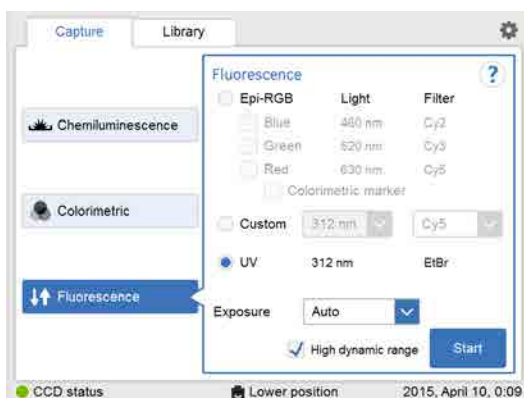 Capture Library
Fluorescence ?
Epi-RGB Light Filter
Blue 460 nm Cy2
Green 520 nm Cy3
Red 630 nm Cy5
Colorimetric marker
Chemiluminescence
Colorimetric
Custom 312 nm Cy5
UV 312 nm EtBr
Fluorescence
Exposure Auto
High dynamic range Start
CCD status Lower position 2015, April 10, 0:09